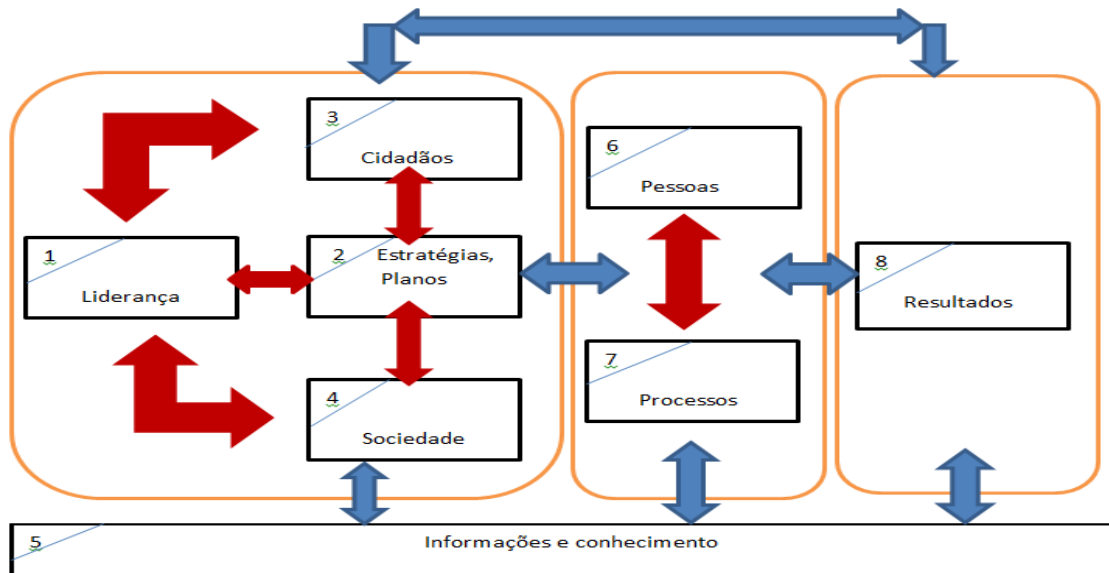 3
Cidadãos
6
Pessoas
1
Liderança
2 Estratégias,
Planos
8
Resultados
7
Processos
4
Sociedade
5 Informações e conhecimento